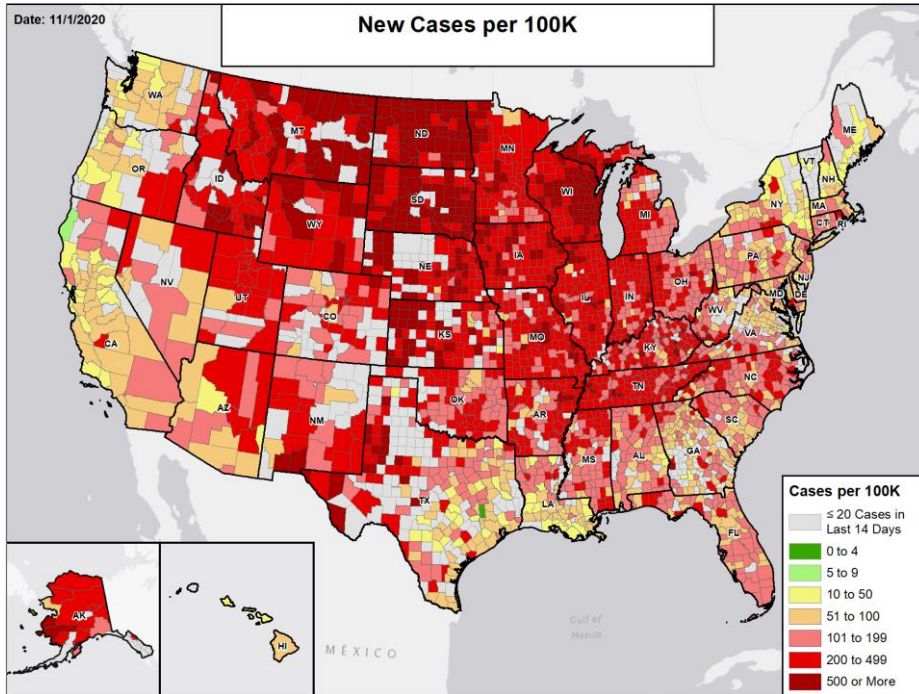 Date: 11/1/2020
New Cases per 100K
WA
MT
ND
MN
ME
OR
ID
WY
SD
WI
MI
VT
NH
NY
MA
CT
RI
NV
UT
CO
NE
IA
IL
IN
OH
PA
NJ
MD
DE
WV
VA
CA
KS
MO
KY
AZ
NM
OK
AR
TN
NC
SC
TX
LA
MS
AL
GA
FL
AK
HI
MÉXICO
Gulf of
Mexico
Cases per 100K
≤ 20 Cases in
Last 14 Days
0 to 4
5 to 9
10 to 50
51 to 100
101 to 199
200 to 499
500 or More